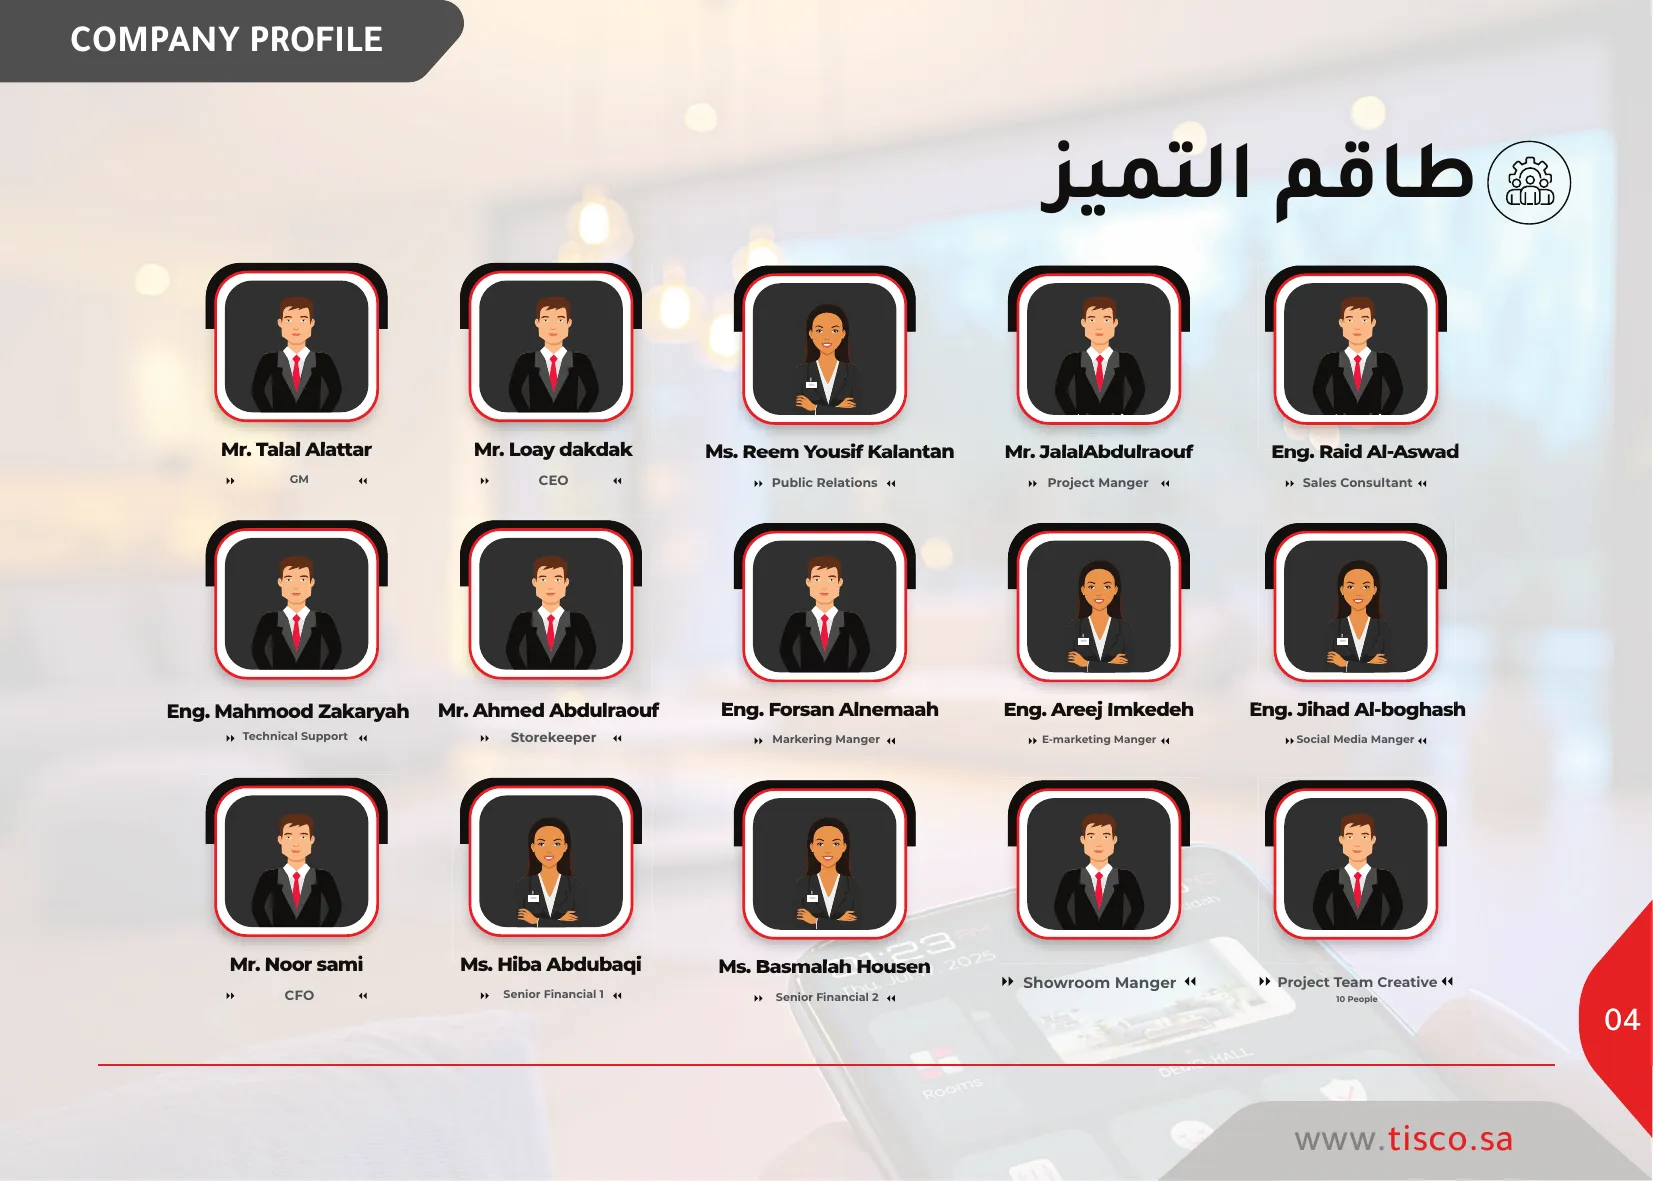 COMPANY PROFILE
طاقم التميز
Mr. Talal Alattar
GM
Mr. Loay dakdak
CEO
Ms. Reem Yousif Kalantan
Public Relations
Mr. JalalAbdulraouf
Project Manger
Eng. Raid Al-Aswad
Sales Consultant
Eng. Mahmood Zakaryah
Technical Support
Mr. Ahmed Abdulraouf
Storekeeper
Eng. Forsan Alnemaah
Markering Manger
Eng. Areej Imkedeh
E-marketing Manger
Eng. Jihad Al-boghash
Social Media Manger
Mr. Noor sami
CFO
Ms. Hiba Abdubaqi
Senior Financial 1
Ms. Basmalah Housen
Senior Financial 2
Showroom Manger
Project Team Creative
10 People
04
Rooms
DEMO HALL
www.tisco.sa